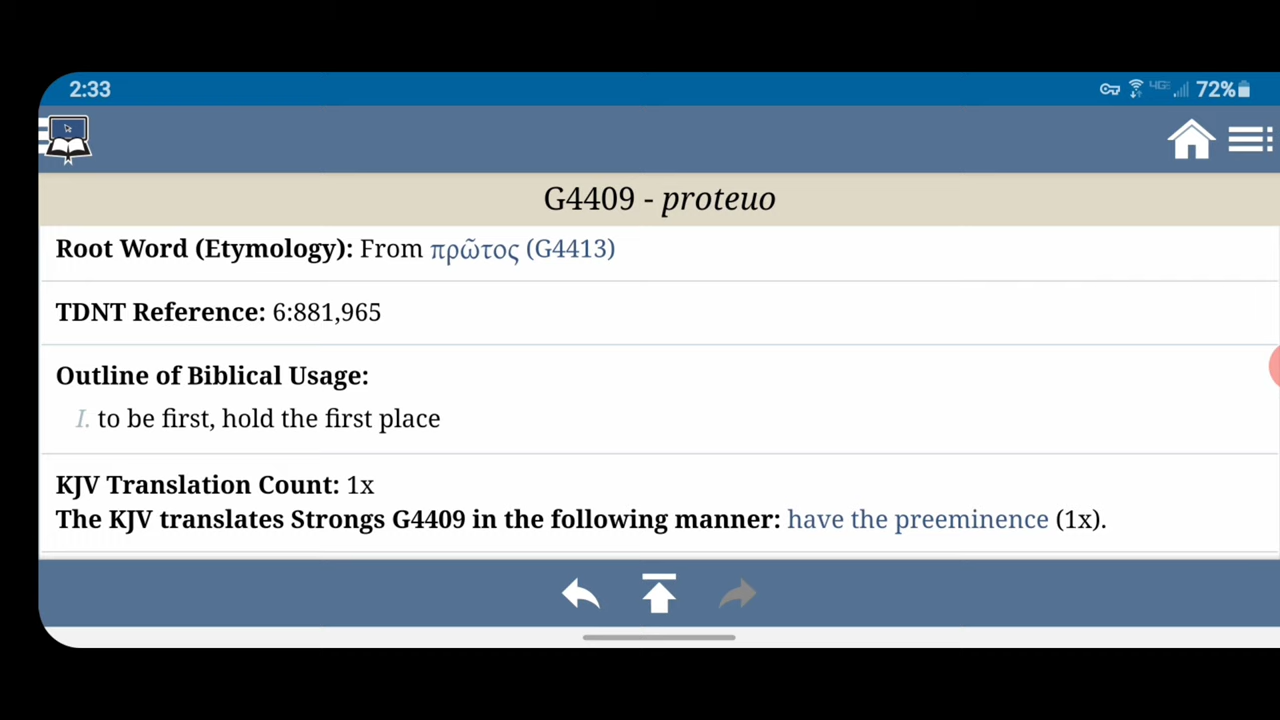 2:33
4GE 72%
G4409 - proteuo
Root Word (Etymology): From πρῶτος (G4413)
TDNT Reference: 6:881,965
Outline of Biblical Usage:
I. to be first, hold the first place
KJV Translation Count: 1x
The KJV translates Strongs G4409 in the following manner: have the preeminence (1x).